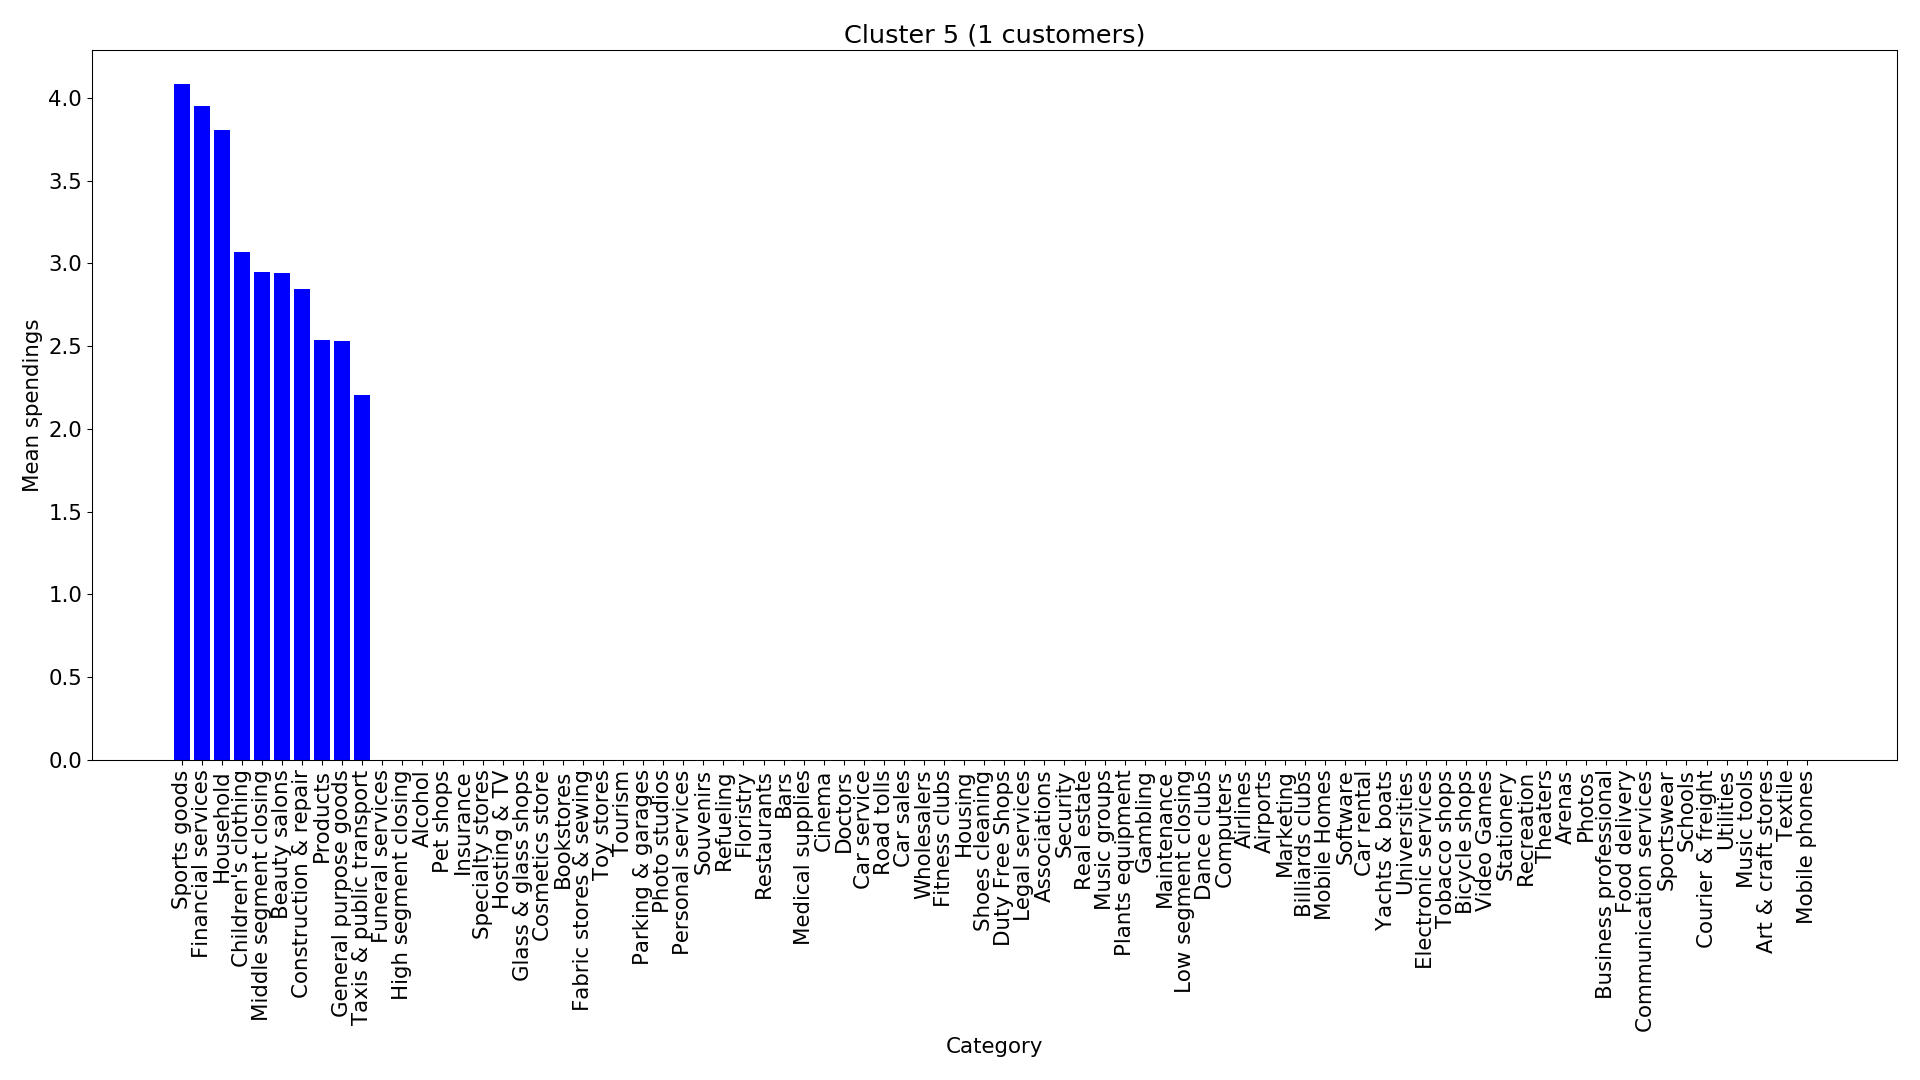 Cluster 5 (1 customers)
Mean spendings
4.0
3.5
3.0
2.5
2.0
1.5
1.0
0.5
0.0
Sports goods
Financial services
Household
Children's clothing
Middle segment closing
Beauty salons
Construction & repair
Products
General purpose goods
Taxis & public transport
Funeral services
High segment closing
Alcohol
Pet shops
Insurance
Specialty stores
Hosting & TV
Glass & glass shops
Cosmetics store
Bookstores
Fabric stores & sewing
Toy stores
Tourism
Parking & garages
Photo studios
Personal services
Souvenirs
Refueling
Floristry
Restaurants
Bars
Medical supplies
Cinema
Doctors
Car service
Road tolls
Car sales
Wholesalers
Fitness clubs
Housing
Shoes cleaning
Duty Free Shops
Legal services
Associations
Security
Real estate
Music groups
Plants equipment
Gambling
Maintenance
Low segment closing
Dance clubs
Computers
Airlines
Airports
Marketing
Billiards clubs
Mobile Homes
Software
Car rental
Yachts & boats
Universities
Electronic services
Tobacco shops
Bicycle shops
Video Games
Stationery
Recreation
Theaters
Arenas
Photos
Business professional
Food delivery
Communication services
Sportswear
Schools
Courier & freight
Utilities
Music tools
Art & craft stores
Textile
Mobile phones
Category